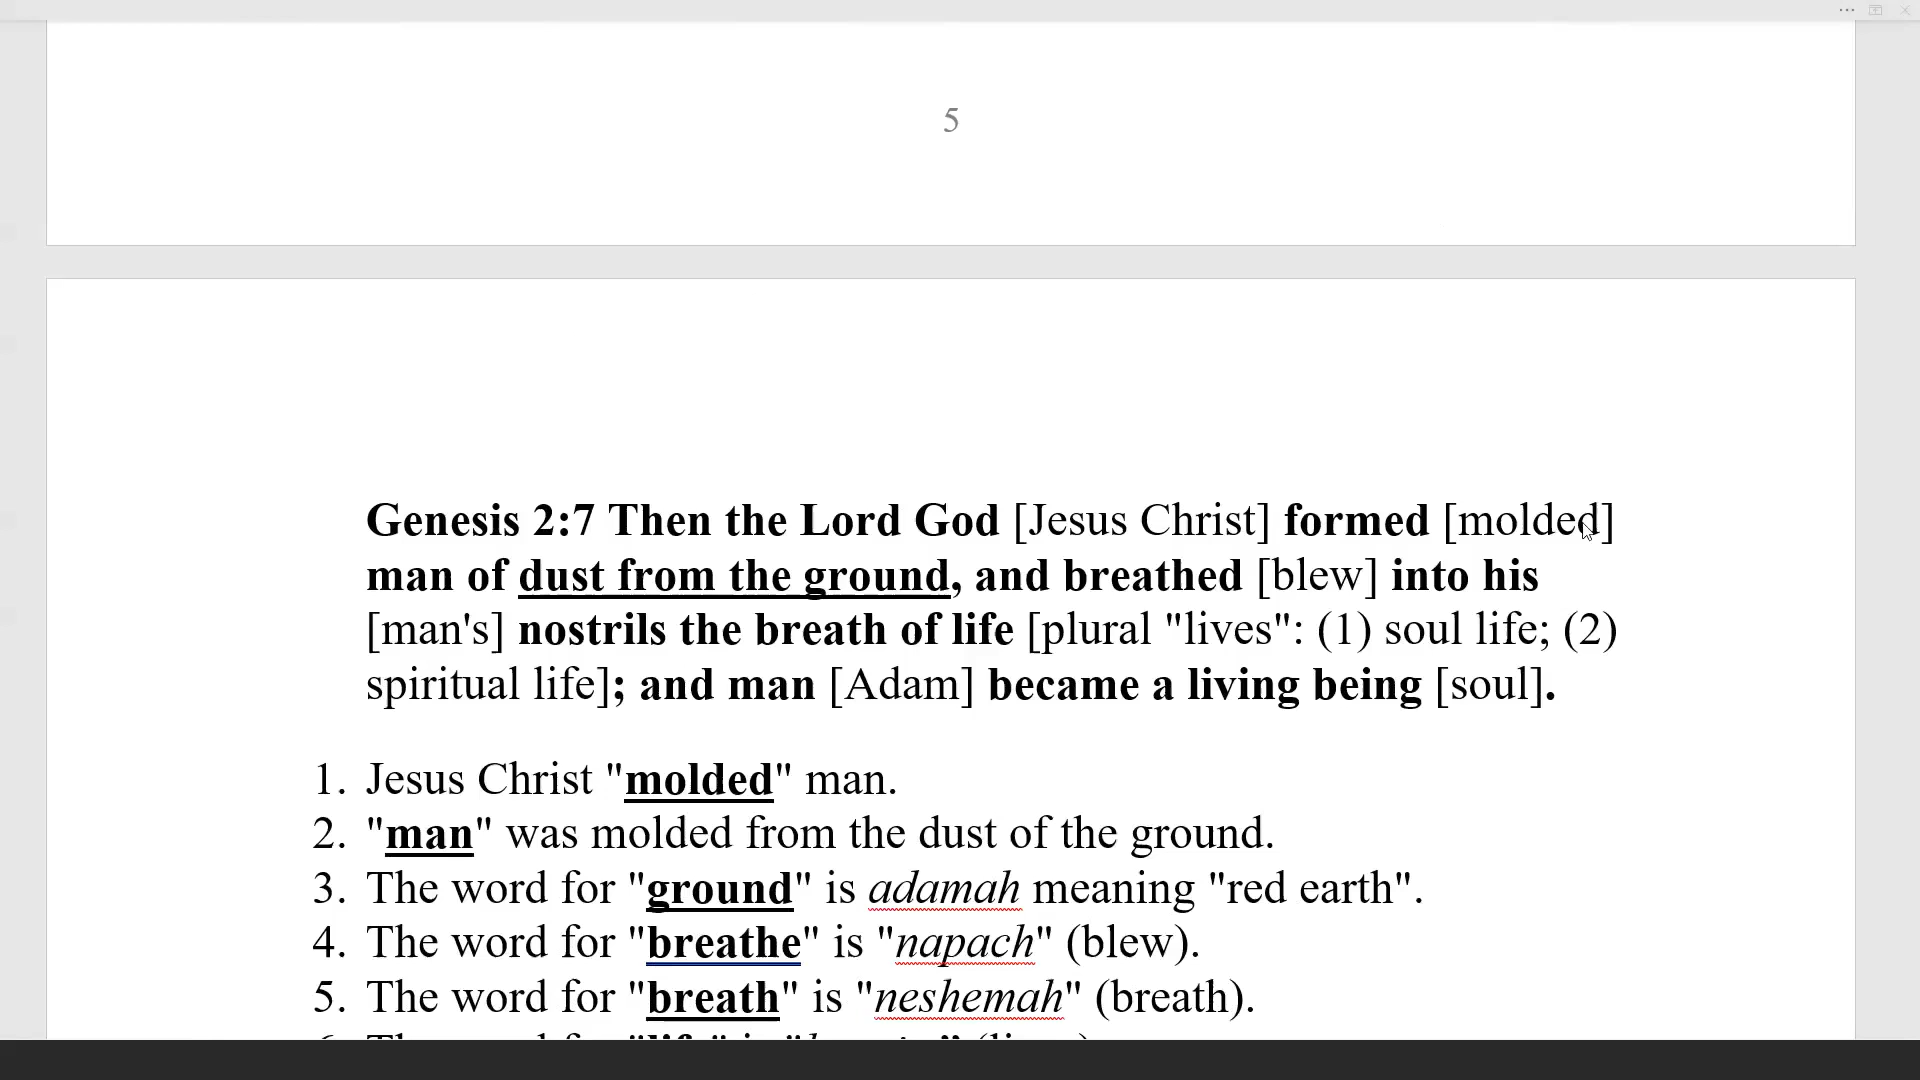 5
Genesis 2:7 Then the Lord God [Jesus Christ] formed [molded]
man of dust from the ground, and breathed [blew] into his
[man's] nostrils the breath of life [plural "lives": (1) soul life; (2)
spiritual life]; and man [Adam] became a living being [soul].
1. Jesus Christ "molded" man.
2. "man" was molded from the dust of the ground.
3. The word for "ground" is adamah meaning "red earth".
4. The word for "breathe" is "napach" (blew).
5. The word for "breath" is "neshemah" (breath).